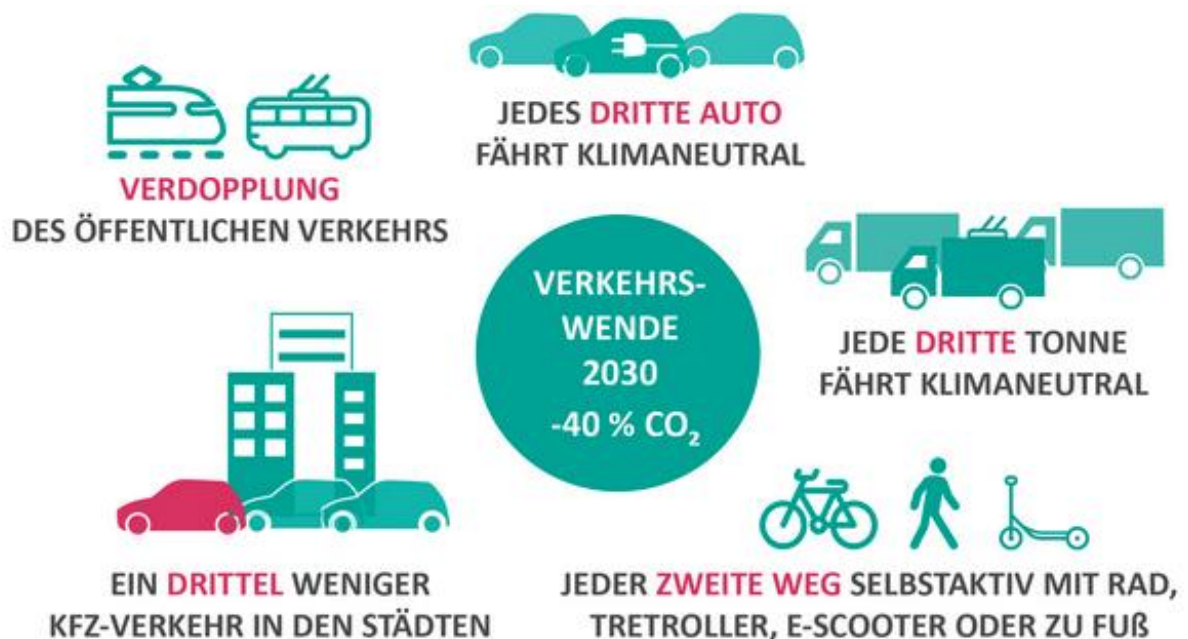 JEDES DRITTE AUTO
FÄHRT KLIMANEUTRAL
VERDOPPLUNG
DES ÖFFENTLICHEN VERKEHRS
VERKEHRS-
WENDE
2030
-40 % CO₂
JEDE DRITTE TONNE
FÄHRT KLIMANEUTRAL
EIN DRITTEL WENIGER
KFZ-VERKEHR IN DEN STÄDTEN
JEDER ZWEITE WEG SELBSTAKTIV MIT RAD,
TRETROLLER, E-SCOOTER ODER ZU FUß